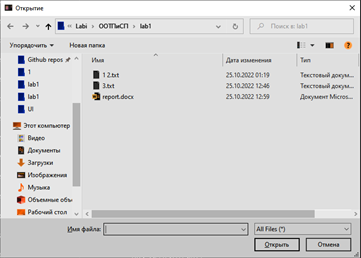 Открытие
Labi > ООТПиСП > lab1
Поиск в: lab1
Упорядочить
Новая папка
Имя
Дата изменения
Тип
Github repos
1
lab1
lab1
UI
Этот компьютер
Видео
Документы
Загрузки
Изображения
Музыка
Объемные объ
Рабочий стол
1 2.txt 25.10.2022 01:19 Текстовый докум...
3.txt 25.10.2022 12:46 Текстовый докум...
report.docx 25.10.2022 12:59 Документ Micros...
Имя файла:
All Files (*)
Открыть
Отмена